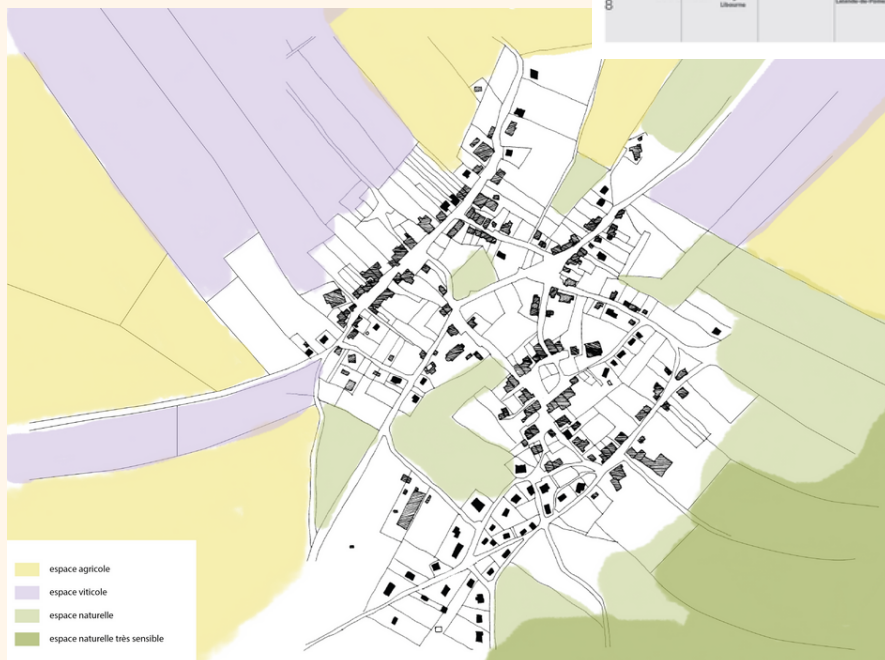 8
Libourne
espace agricole
espace viticole
espace naturelle
espace naturelle très sensible